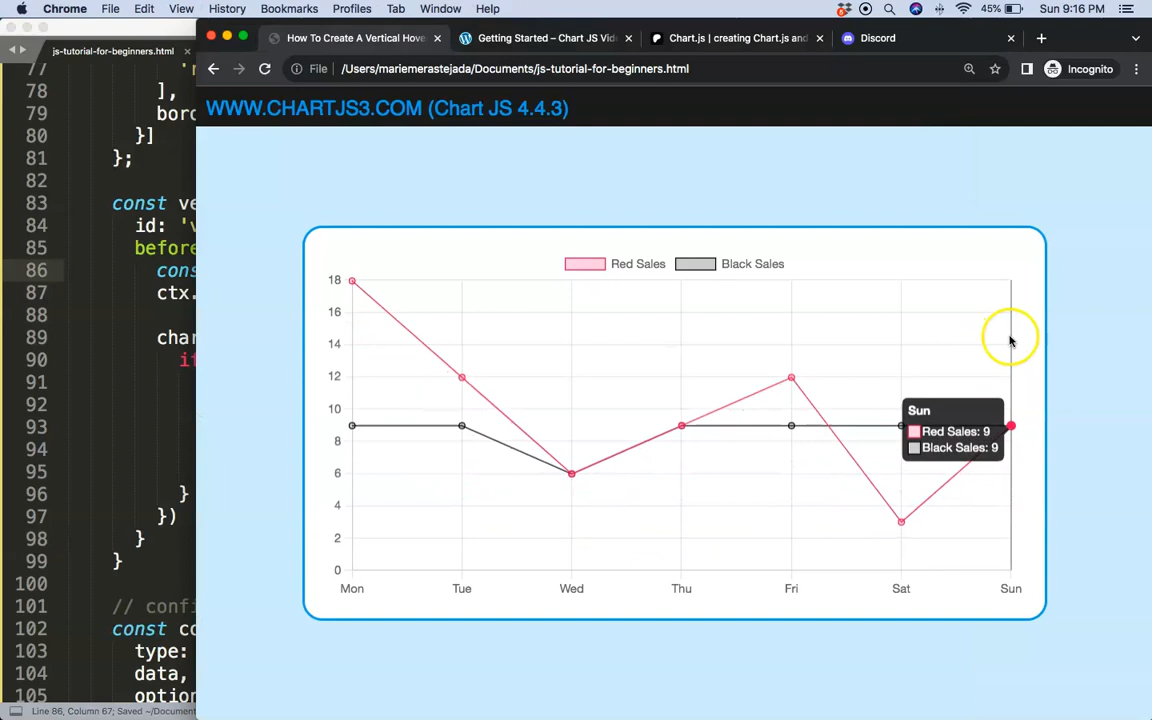 Chrome File Edit View History Bookmarks Profiles Tab Window Help 45% Sun 9:16 PM
js-tutorial-for-beginners.html
How To Create A Vertical Hove
Getting Started – Chart JS Vid
Chart.js | creating Chart.js and
Discord
File /Users/mariemerastejada/Documents/js-tutorial-for-beginners.html
Incognito
WWW.CHARTJS3.COM (Chart JS 4.4.3)
77 'r
78 ],
79 borc
80 }]
81 };
82
83 const ve
84 id: 'v
85 before
86 cons
87 ctx.
88
89 char
90 if
91
92
93
94
95
96 }
97 })
98 }
99 }
100
101 // confi
102 const co
103 type:
104 data,
105 option
Line 86, Column 67; Saved ~/Document
Red Sales Black Sales
18
16
14
12
10
8
6
4
2
0
Mon Tue Wed Thu Fri Sat Sun
Sun
Red Sales: 9
Black Sales: 9